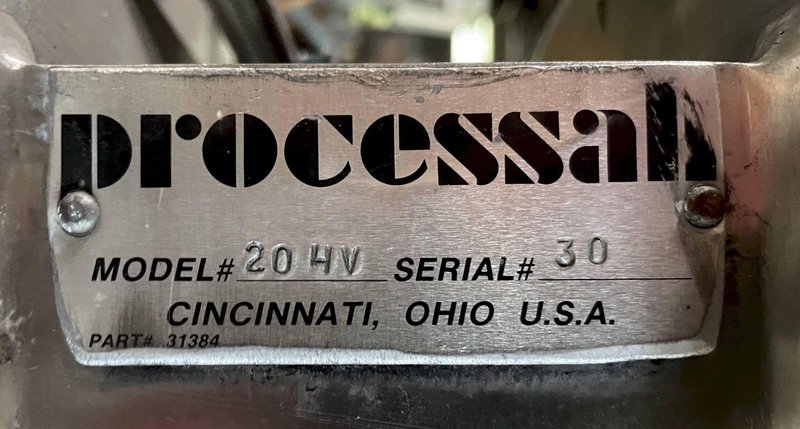 processall
MODEL# 20 HV SERIAL# 30
CINCINNATI, OHIO U.S.A.
PART# 31384